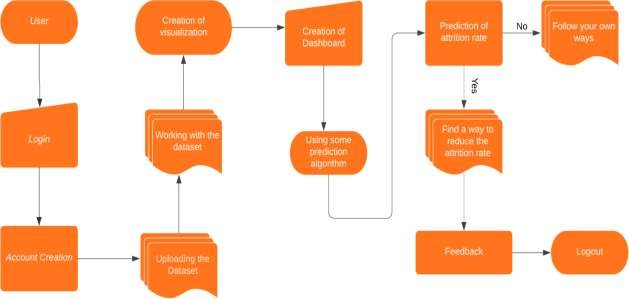 User
Login
Account Creation
Uploading the
Dataset
Working with the
dataset
Creation of
visualization
Creation of
Dashboard
Using some
prediction
algorithm
Prediction of
attrition rate
No
Follow your own
ways
Yes
Find a way to
reduce the
attrition rate
Feedback
Logout